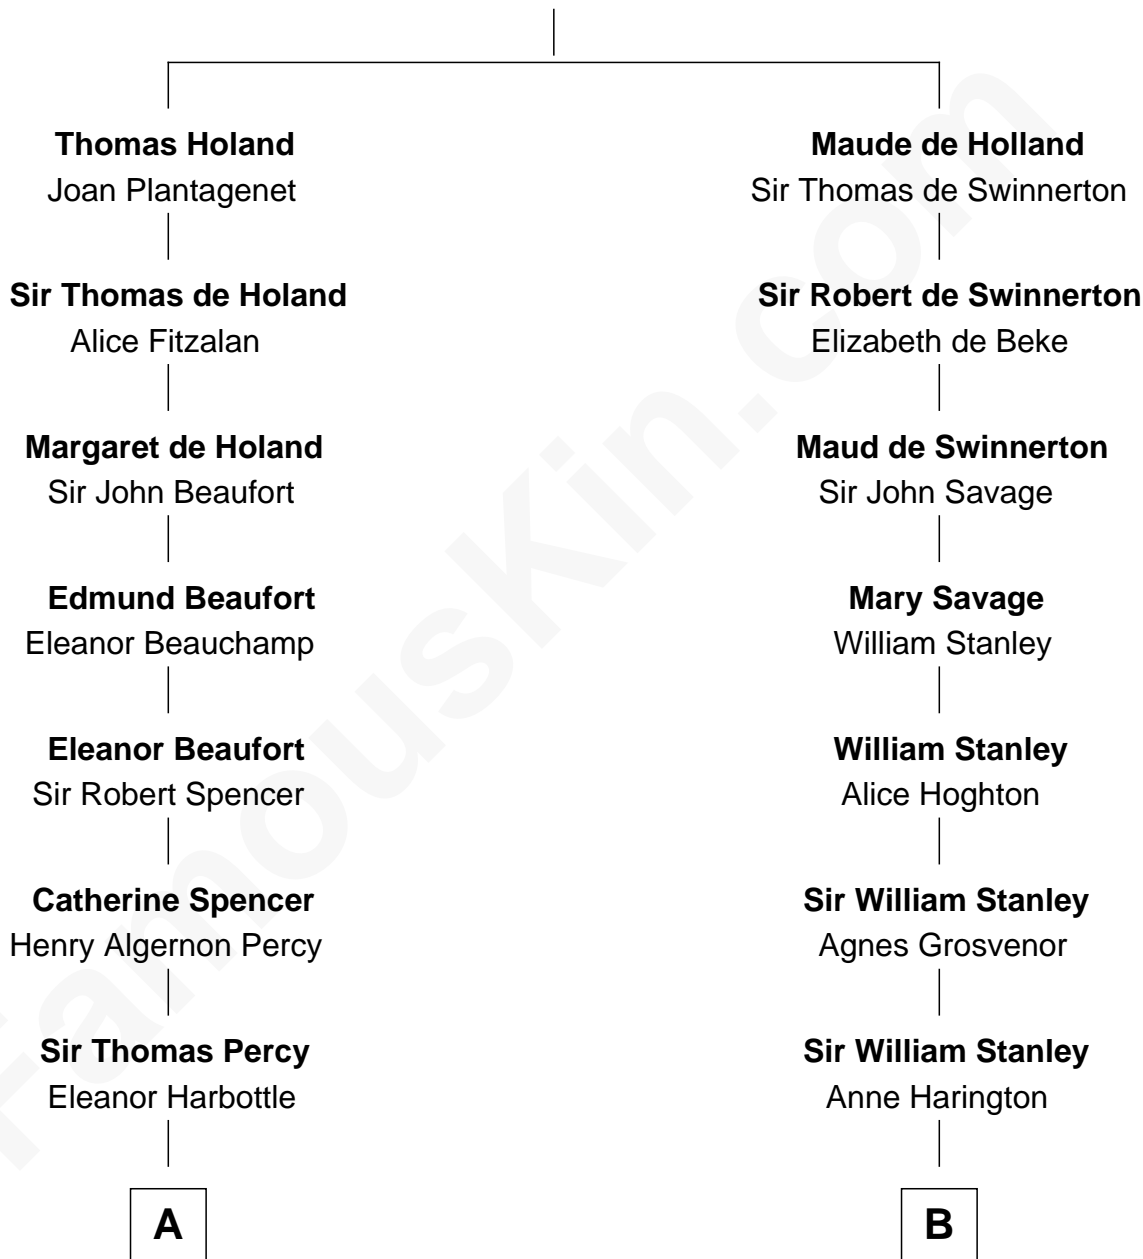 Thomas Holand
Joan Plantagenet
Sir Thomas de Holand
Alice Fitzalan
Margaret de Holand
Sir John Beaufort
Edmund Beaufort
Eleanor Beauchamp
Eleanor Beaufort
Sir Robert Spencer
Catherine Spencer
Henry Algernon Percy
Sir Thomas Percy
Eleanor Harbottle
A
Maude de Holland
Sir Thomas de Swinnerton
Sir Robert de Swinnerton
Elizabeth de Beke
Maud de Swinnerton
Sir John Savage
Mary Savage
William Stanley
William Stanley
Alice Hoghton
Sir William Stanley
Agnes Grosvenor
Sir William Stanley
Anne Harington
B
FamousKin.com